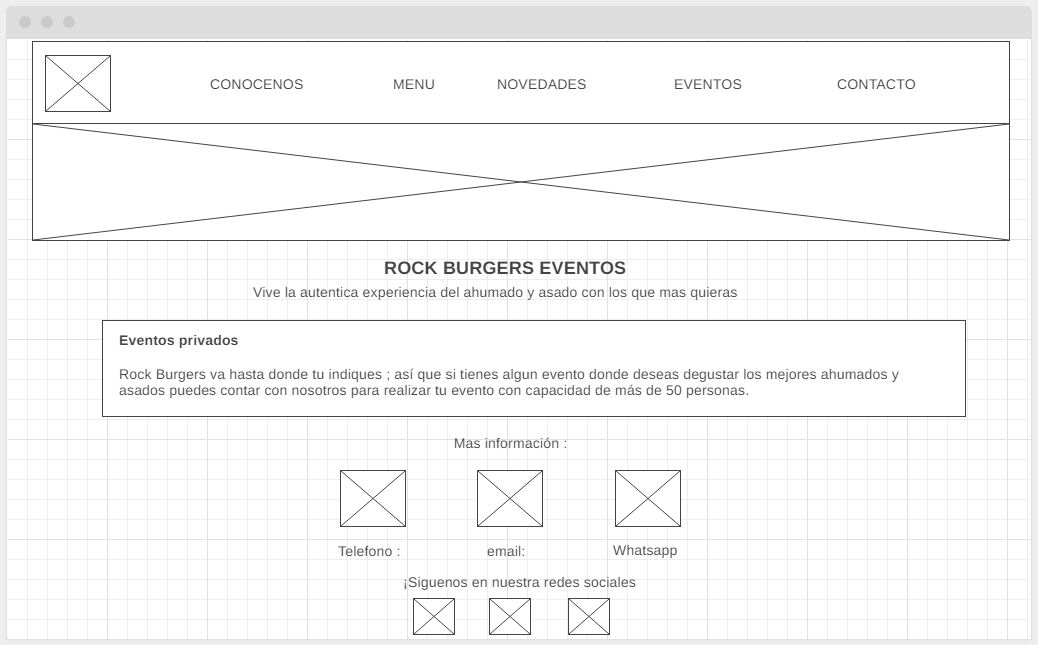 CONOCENOS MENU NOVEDADES EVENTOS CONTACTO
ROCK BURGERS EVENTOS
Vive la autentica experiencia del ahumado y asado con los que mas quieras
Eventos privados
Rock Burgers va hasta donde tu indiques ; así que si tienes algun evento donde deseas degustar los mejores ahumados y
asados puedes contar con nosotros para realizar tu evento con capacidad de más de 50 personas.
Mas información :
Telefono : email: Whatsapp
¡Siguenos en nuestra redes sociales